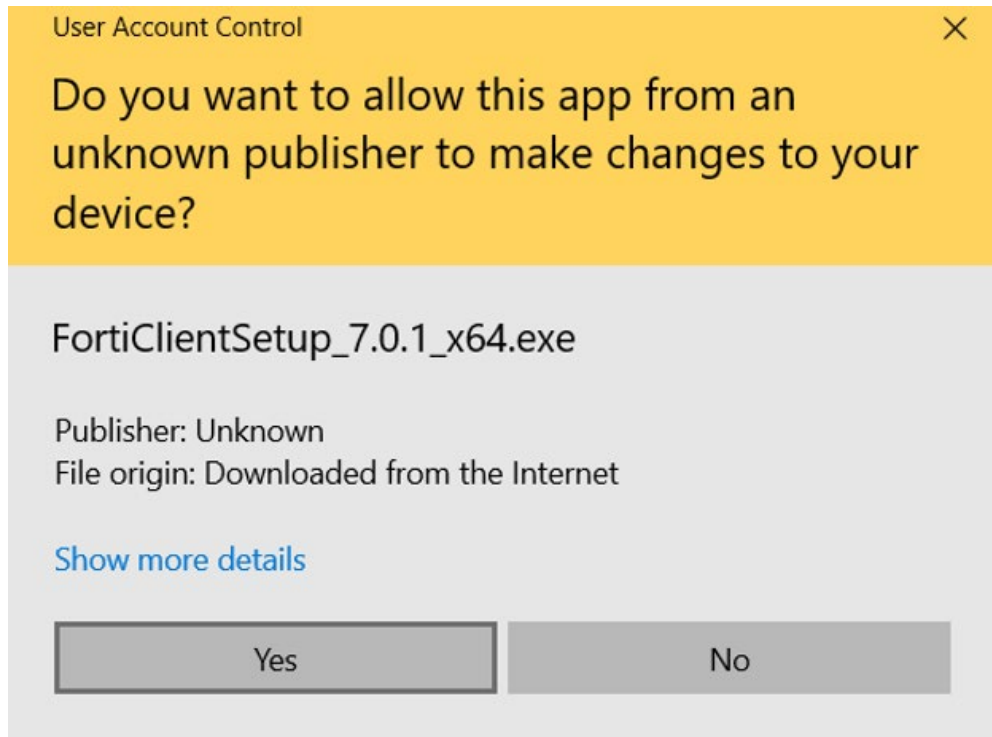 User Account Control
Do you want to allow this app from an
unknown publisher to make changes to your
device?
FortiClientSetup_7.0.1_x64.exe
Publisher: Unknown
File origin: Downloaded from the Internet
Show more details
Yes
No